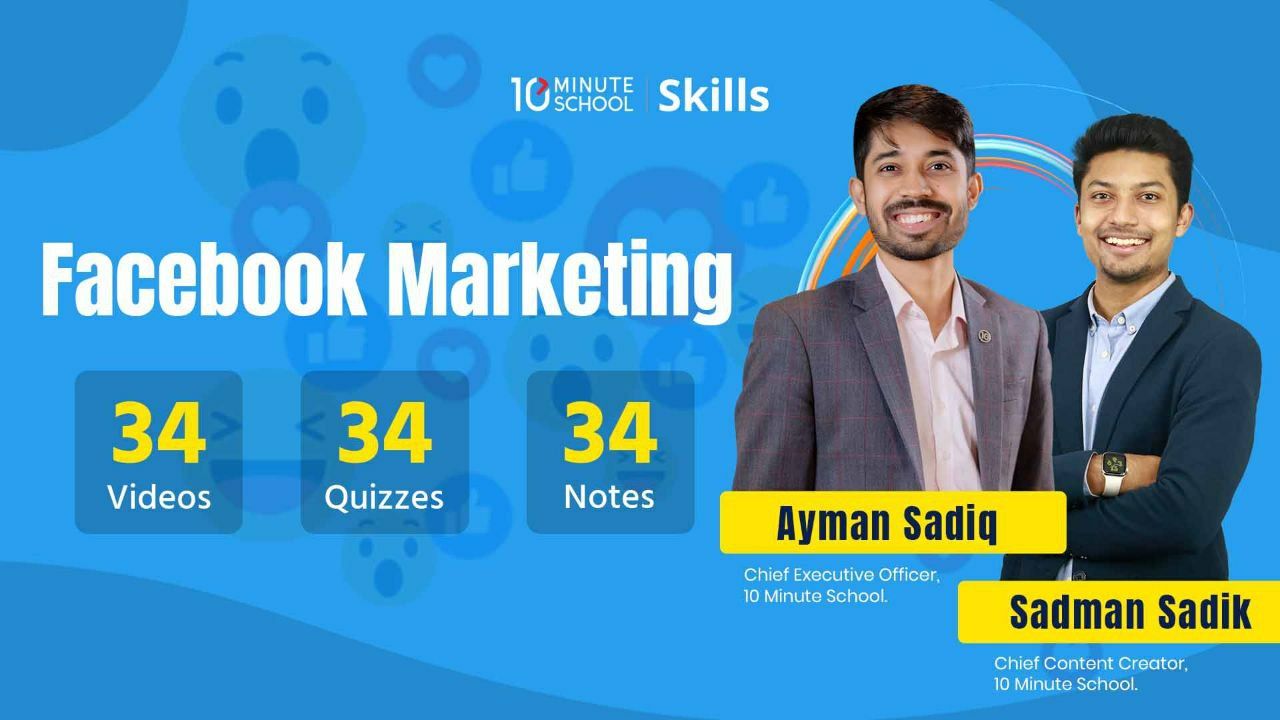 10 MINUTE SCHOOL | Skills
Facebook Marketing
34
Videos
34
Quizzes
34
Notes
Ayman Sadiq
Chief Executive Officer,
10 Minute School.
Sadman Sadik
Chief Content Creator,
10 Minute School.